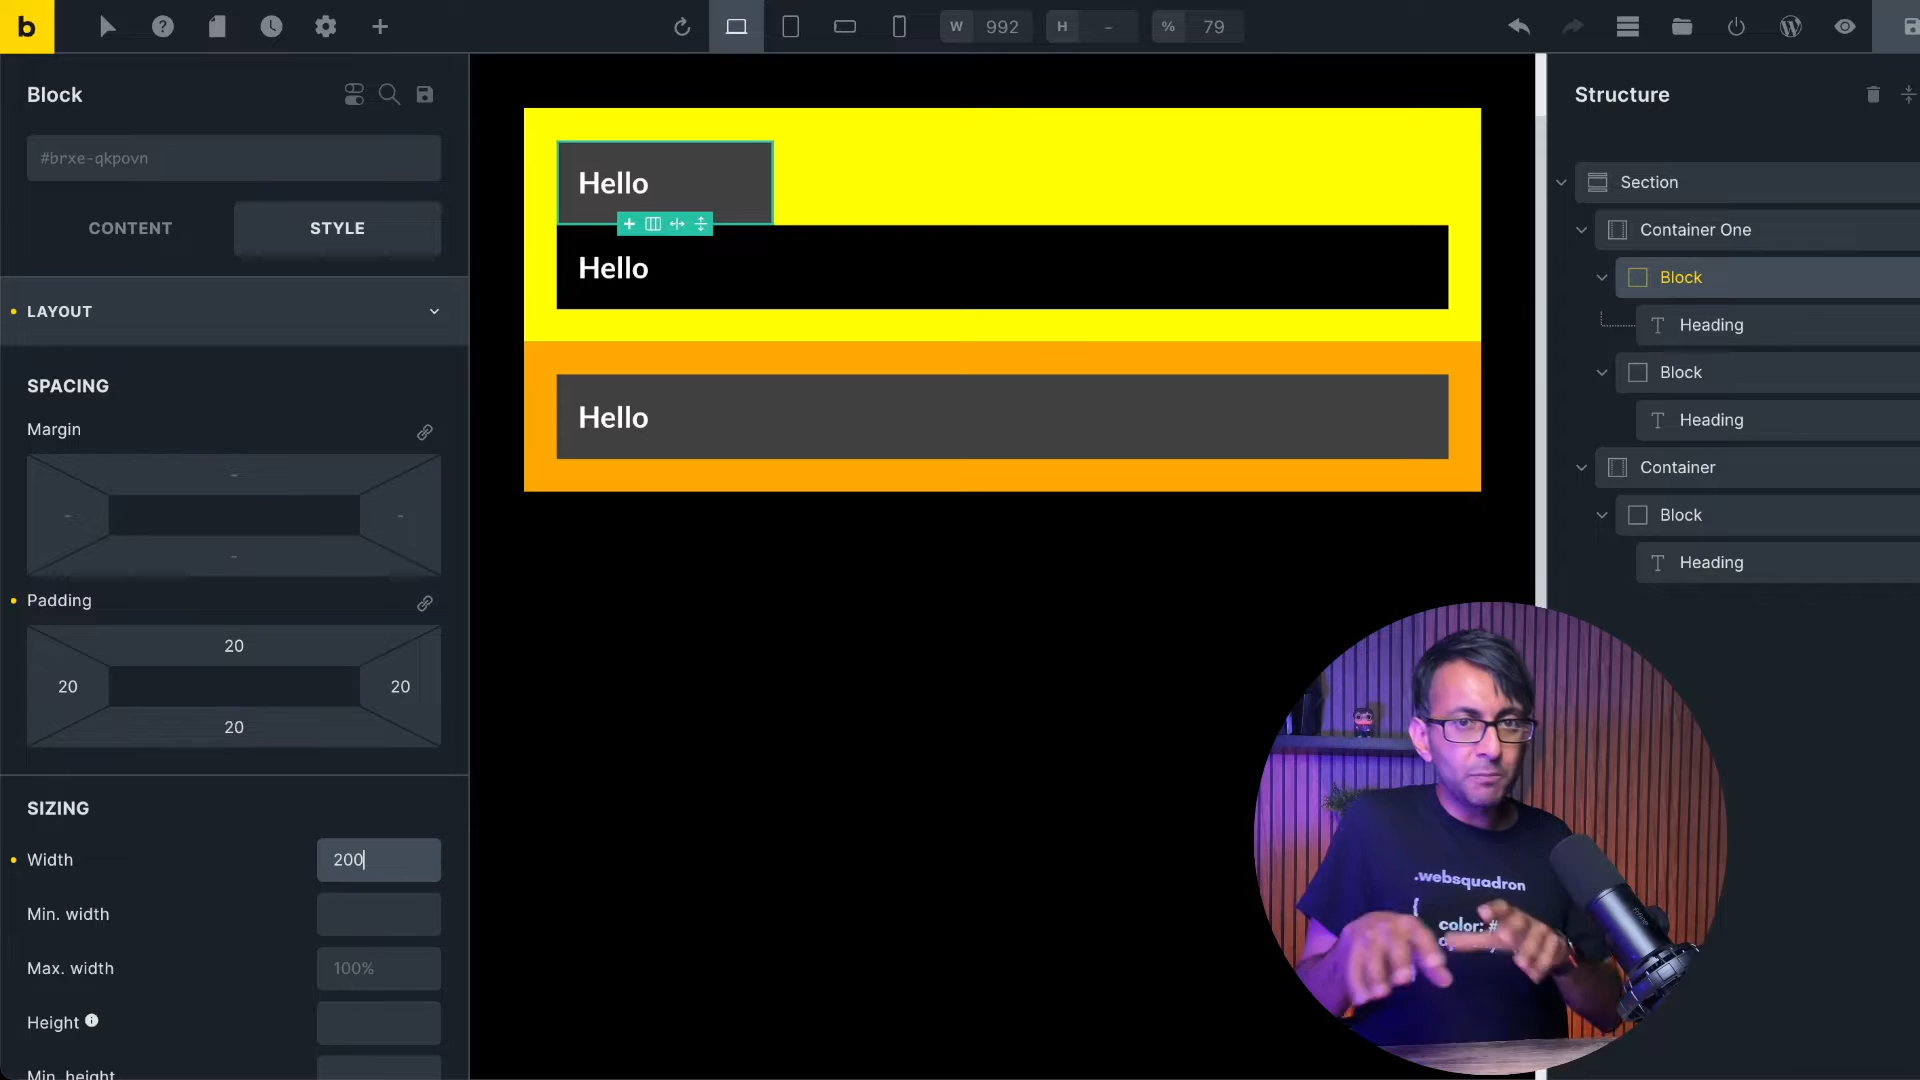 b
W 992 H - % 79
Block
#brxe-qkpovn
CONTENT STYLE
LAYOUT
SPACING
Margin
-
- -
-
Padding
20
20 20
20
SIZING
Width 200
Min. width
Max. width 100%
Height
Min. height
Hello
Hello
Hello
Structure
Section
Container One
Block
Heading
Block
Heading
Container
Block
Heading
.websquadron
{
color: #